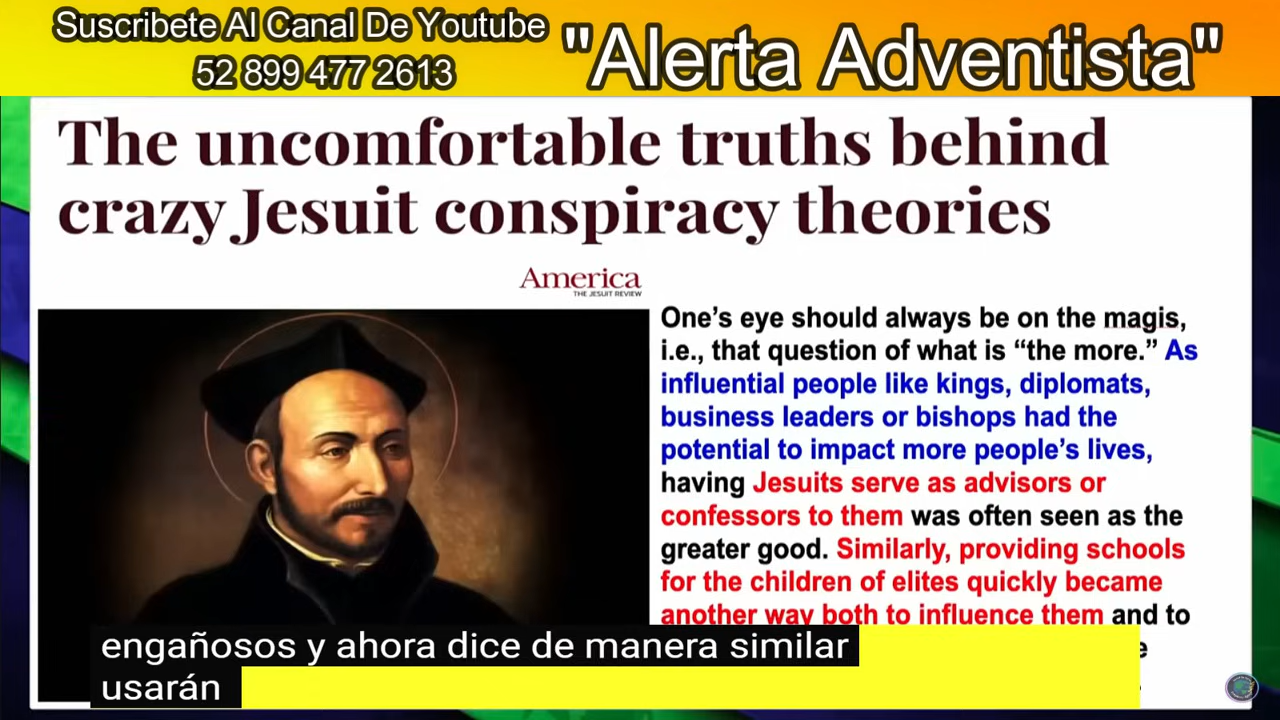 Suscribete Al Canal De Youtube
52 899 477 2613
"Alerta Adventista"
The uncomfortable truths behind
crazy Jesuit conspiracy theories
America
THE JESUIT REVIEW
One's eye should always be on the magis,
i.e., that question of what is “the more.” As
influential people like kings, diplomats,
business leaders or bishops had the
potential to impact more people's lives,
having Jesuits serve as advisors or
confessors to them was often seen as the
greater good. Similarly, providing schools
for the children of elites quickly became
another way both to influence them and to
engañosos y ahora dice de manera similar
usarán